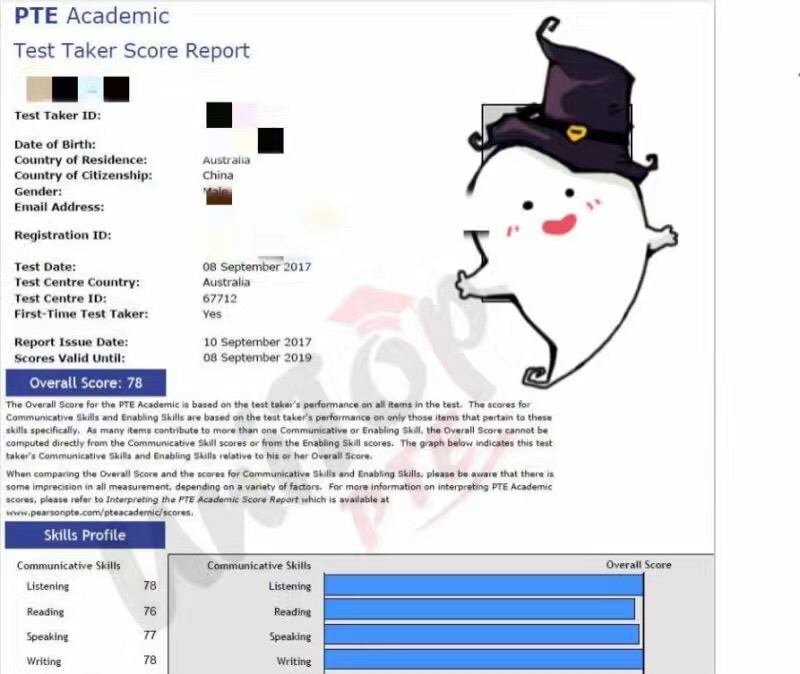 PTE Academic
Test Taker Score Report
Test Taker ID:
Date of Birth:
Country of Residence: Australia
Country of Citizenship: China
Gender: Male
Email Address:
Registration ID:
Test Date: 08 September 2017
Test Centre Country: Australia
Test Centre ID: 67712
First-Time Test Taker: Yes
Report Issue Date: 10 September 2017
Scores Valid Until: 08 September 2019
Overall Score: 78
The Overall Score for the PTE Academic is based on the test taker's performance on all items in the test. The scores for
Communicative Skills and Enabling Skills are based on the test taker's performance on only those items that pertain to these
skills specifically. As many items contribute to more than one Communicative or Enabling Skill, the Overall Score cannot be
computed directly from the Communicative Skill scores or from the Enabling Skill scores. The graph below indicates this test
taker's Communicative Skills and Enabling Skills relative to his or her Overall Score.
When comparing the Overall Score and the scores for Communicative Skills and Enabling Skills, please be aware that there is
some imprecision in all measurement, depending on a variety of factors. For more information on interpreting PTE Academic
scores, please refer to Interpreting the PTE Academic Score Report which is available at
www.pearsonpte.com/pteacademic/scores.
Skills Profile
Communicative Skills
Listening 78
Reading 76
Speaking 77
Writing 78
Communicative Skills Overall Score
Listening
Reading
Speaking
Writing